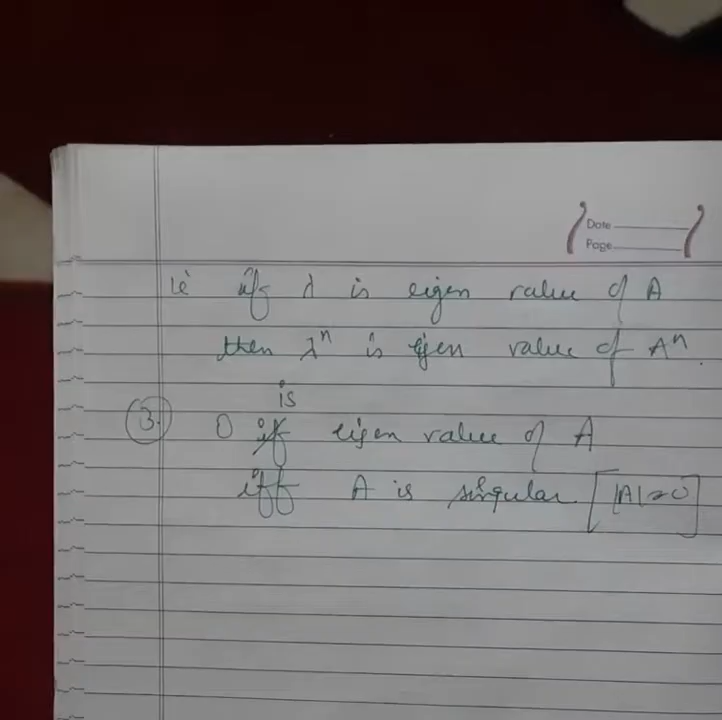 Date
Page
ie if λ is eigen value of A
then λⁿ is eigen value of Aⁿ.
is
(3.) 0 if eigen value of A
iff A is singular [|A|=0]